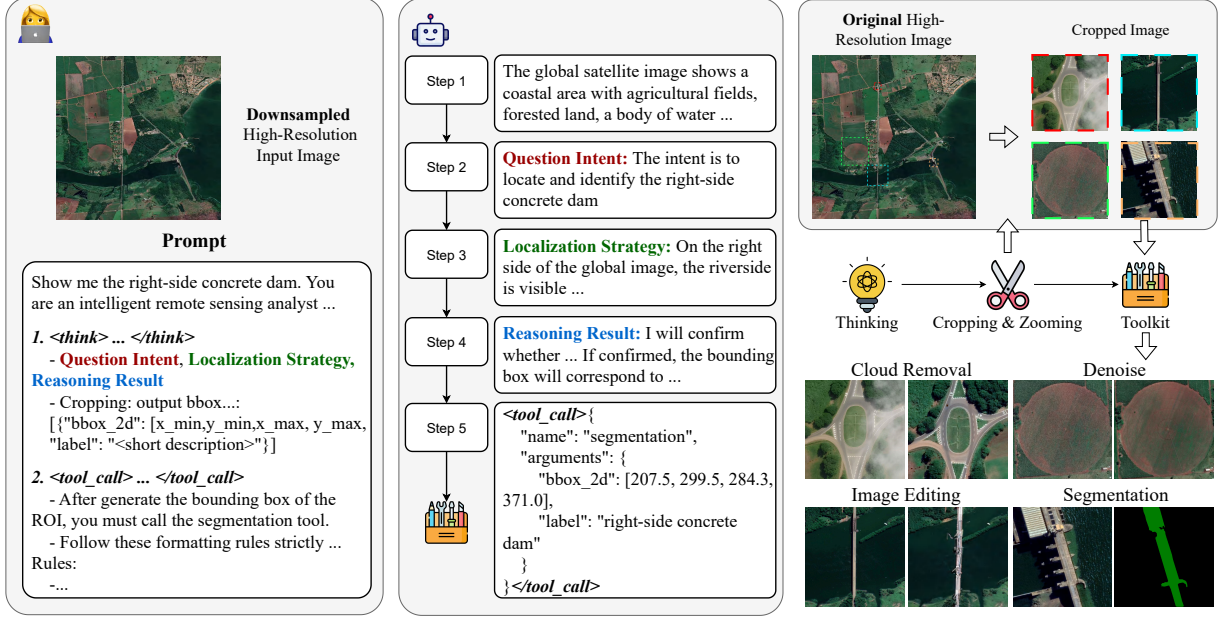 Downsampled
High-Resolution
Input Image
Prompt
Show me the right-side concrete dam. You
are an intelligent remote sensing analyst ...
1. <think> ... </think>
- Question Intent, Localization Strategy,
Reasoning Result
- Cropping: output bbox...:
[{"bbox_2d": [x_min,y_min,x_max, y_max,
"label": "<short description>"}]
2. <tool_call> ... </tool_call>
- After generate the bounding box of the
ROI, you must call the segmentation tool.
- Follow these formatting rules strictly ...
Rules:
-...
Step 1
The global satellite image shows a
coastal area with agricultural fields,
forested land, a body of water ...
Step 2
Question Intent: The intent is to
locate and identify the right-side
concrete dam
Step 3
Localization Strategy: On the right
side of the global image, the riverside
is visible ...
Step 4
Reasoning Result: I will confirm
whether ... If confirmed, the bounding
box will correspond to ...
Step 5
<tool_call>{
"name": "segmentation",
"arguments": {
"bbox_2d": [207.5, 299.5, 284.3,
371.0],
"label": "right-side concrete
dam"
}
}</tool_call>
Original High-
Resolution Image
Cropped Image
Thinking
Cropping & Zooming
Toolkit
Cloud Removal
Denoise
Image Editing
Segmentation